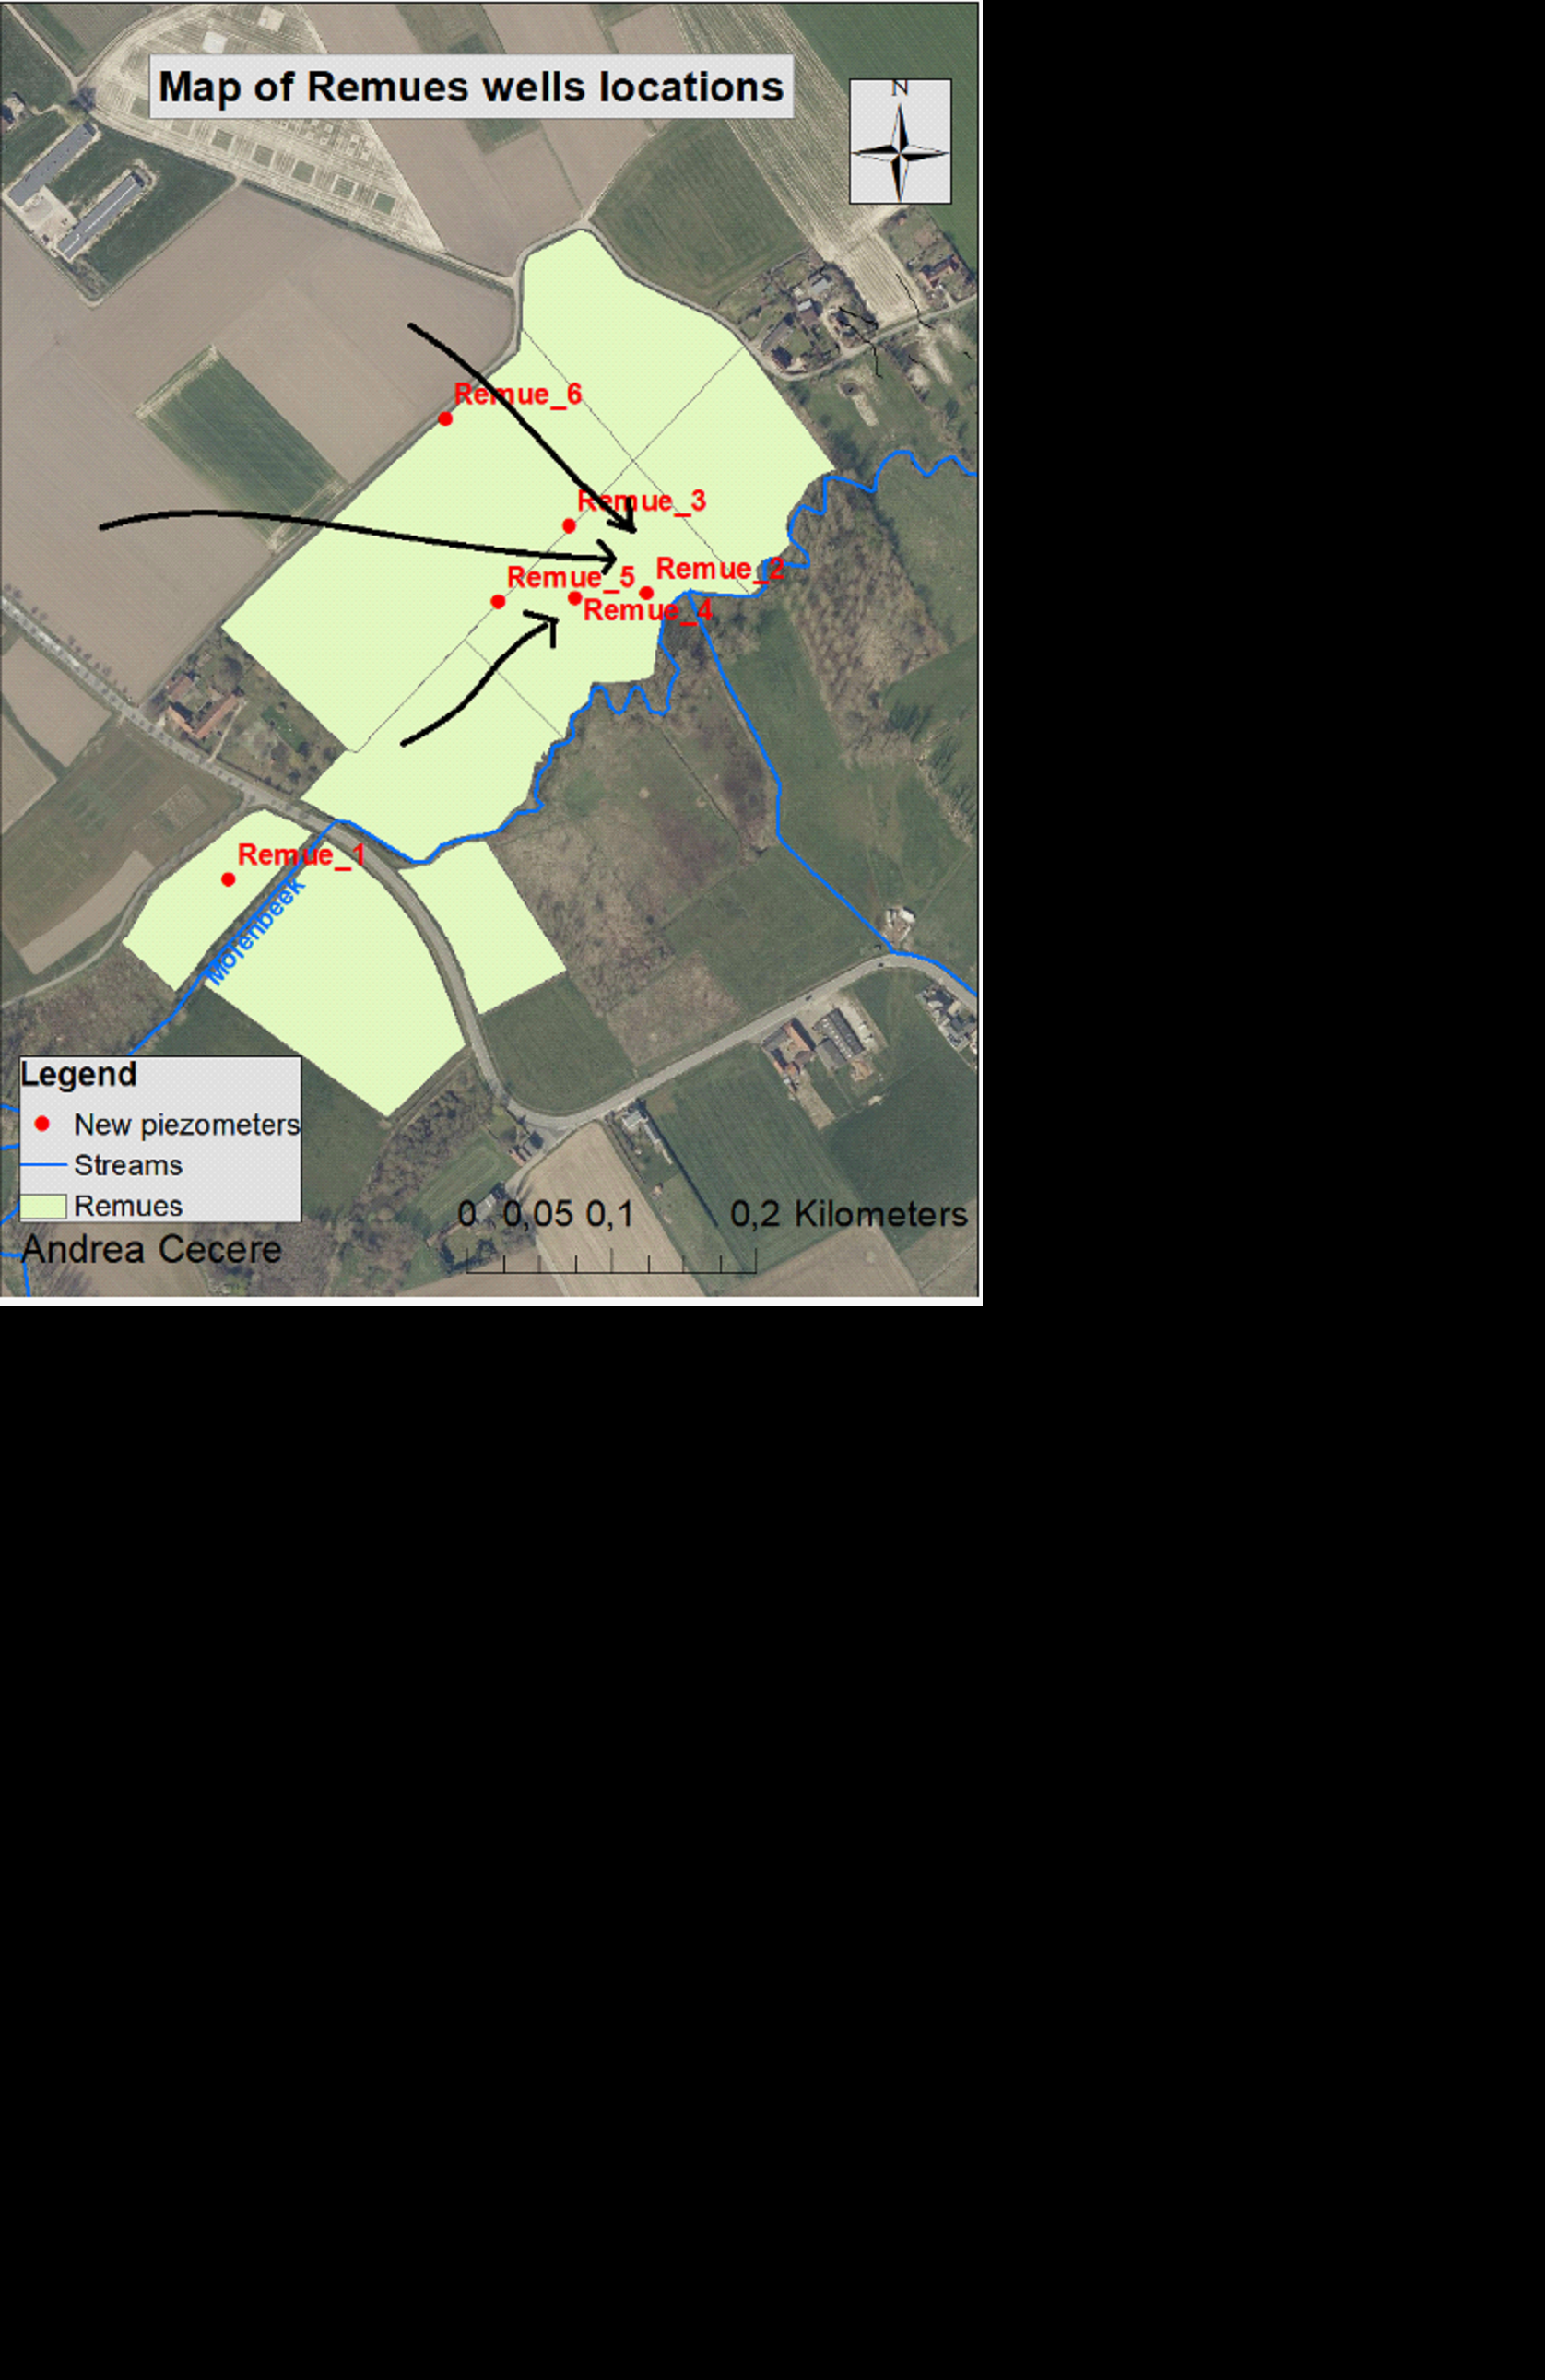 Map of Remues wells locations
N
Remue_6
Remue_3
Remue_2
Remue_5
Remue_4
Remue_1
Molenbeek
Legend
New piezometers
Streams
Remues
0 0,05 0,1 0,2 Kilometers
Andrea Cecere